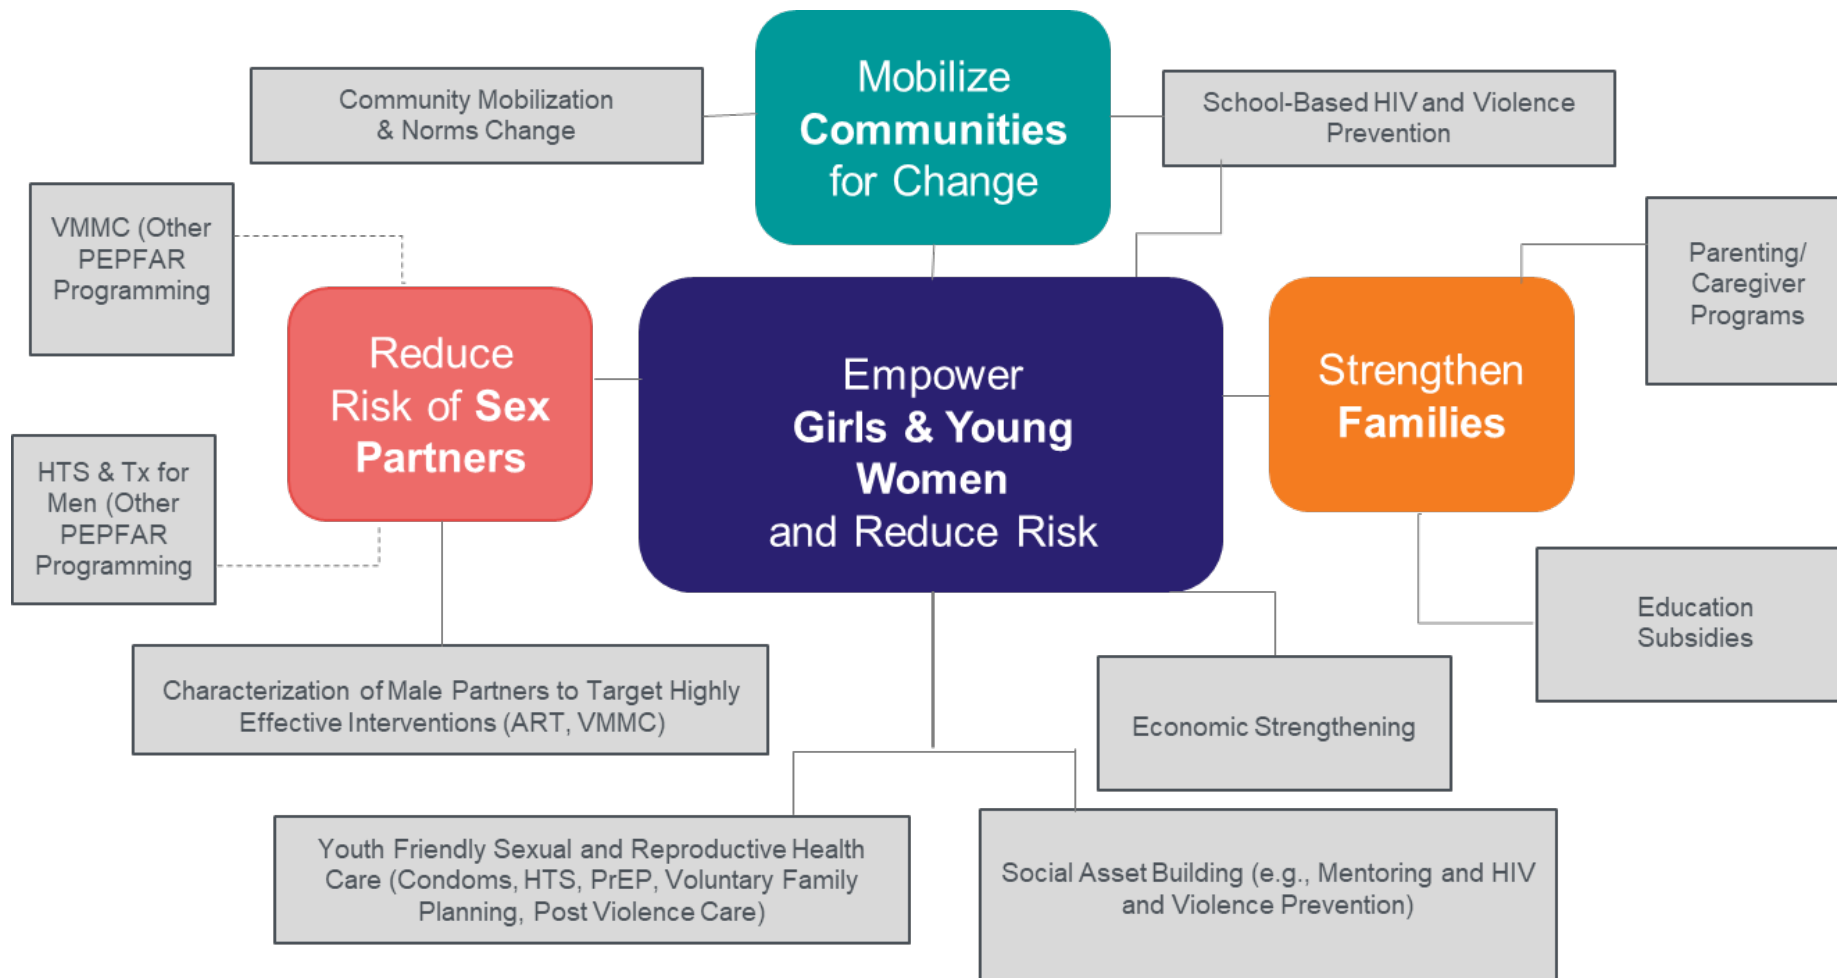 Mobilize
Communities
for Change
Community Mobilization
& Norms Change
School-Based HIV and Violence
Prevention
VMMC (Other
PEPFAR
Programming
Parenting/
Caregiver
Programs
Reduce
Risk of Sex
Partners
Empower
Girls & Young
Women
and Reduce Risk
Strengthen
Families
HTS & Tx for
Men (Other
PEPFAR
Programming
Education
Subsidies
Characterization of Male Partners to Target Highly
Effective Interventions (ART, VMMC)
Economic Strengthening
Youth Friendly Sexual and Reproductive Health
Care (Condoms, HTS, PrEP, Voluntary Family
Planning, Post Violence Care)
Social Asset Building (e.g., Mentoring and HIV
and Violence Prevention)